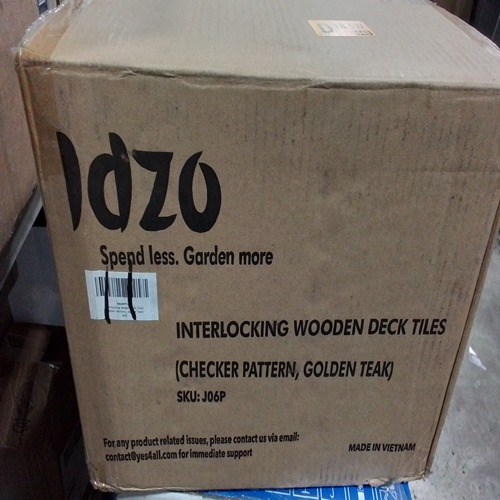 Idzo
Spend less. Garden more
INTERLOCKING WOODEN DECK TILES
(CHECKER PATTERN, GOLDEN TEAK)
SKU: J06P
For any product related issues, please contact us via email:
contact@yes4all.com for immediate support
MADE IN VIETNAM